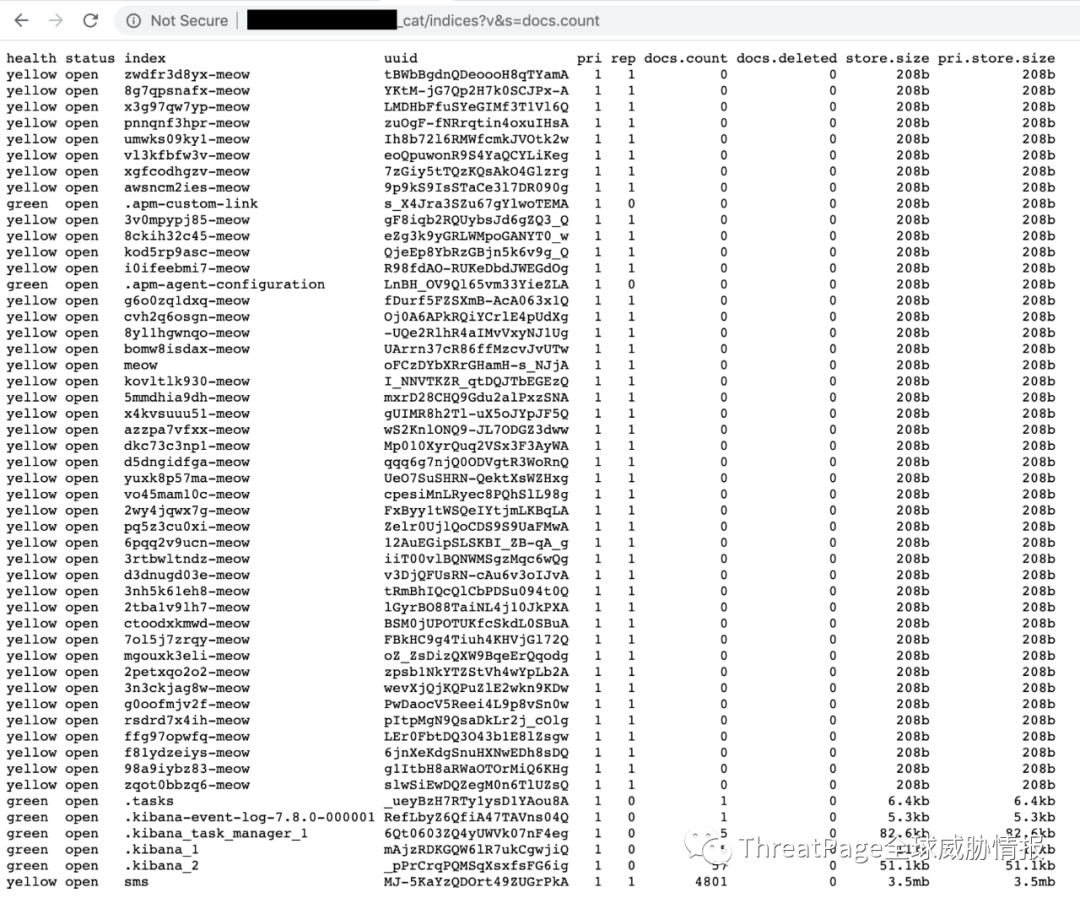 Not Secure _cat/indices?v&s=docs.count
health status index uuid pri rep docs.count docs.deleted store.size pri.store.size
yellow open zwdfr3d8yx-meow tBWbBgdnQDeoooH8qTYamA 1 1 0 0 208b 208b
yellow open 8g7qpsnafx-meow YKtM-jG7Qp2H7k0SCJPx-A 1 1 0 0 208b 208b
yellow open x3g97qw7yp-meow LMDHbFfuSYeGIMf3T1Vl6Q 1 1 0 0 208b 208b
yellow open pnnqnf3hpr-meow zuOgF-fNRrqtin4oxuIHsA 1 1 0 0 208b 208b
yellow open umwks09ky1-meow Ih8b72l6RMWfcmkJVOtk2w 1 1 0 0 208b 208b
yellow open vl3kfbfw3v-meow eoQpuwonR9S4YaQCYLiKeg 1 1 0 0 208b 208b
yellow open xgfcodhgzv-meow 7zGiy5tTQzKQsAkO4Glzrg 1 1 0 0 208b 208b
yellow open awsncm2ies-meow 9p9kS9IsSTaCe3l7DR090g 1 1 0 0 208b 208b
green open .apm-custom-link s_X4Jra3SZu67gYlwoTEMA 1 0 0 0 208b 208b
yellow open 3v0mpypj85-meow gF8iqb2RQUybsJd6gZQ3_Q 1 1 0 0 208b 208b
yellow open 8ckih32c45-meow eZg3k9yGRLWMpoGANYT0_w 1 1 0 0 208b 208b
yellow open kod5rp9asc-meow QjeEp8YbRzGBjn5k6v9g_Q 1 1 0 0 208b 208b
yellow open i0ifeebmi7-meow R98fdAO-RUKeDbdJWEGdOg 1 1 0 0 208b 208b
green open .apm-agent-configuration LnBH_OV9Ql65vm33YieZLA 1 0 0 0 208b 208b
yellow open g6o0zq1dxq-meow fDurf5FZSXmB-AcA063x1Q 1 1 0 0 208b 208b
yellow open cvh2q6osgn-meow Oj0A6APkRQiYCrlE4pUdXg 1 1 0 0 208b 208b
yellow open 8yl1hgwnqo-meow -UQe2RlhR4aIMvVxyNJ1Ug 1 1 0 0 208b 208b
yellow open bomw8isdax-meow UArrn37cR86ffMzcvJvUTw 1 1 0 0 208b 208b
yellow open meow oFCzDYbXRrGHamH-s_NJjA 1 1 0 0 208b 208b
yellow open kovltlk930-meow I_NNVTKZR_qtDQJTbEGEzQ 1 1 0 0 208b 208b
yellow open 5mmdhia9dh-meow mxrD28CHQ9Gdu2alPxzSNA 1 1 0 0 208b 208b
yellow open x4kvsuuu51-meow gUIMR8h2Tl-uX5oJYpJF5Q 1 1 0 0 208b 208b
yellow open azzpa7vfxx-meow wS2KnlONQ9-JL7ODGZ3dww 1 1 0 0 208b 208b
yellow open dkc73c3np1-meow Mp010XyrQuq2VSx3F3AyWA 1 1 0 0 208b 208b
yellow open d5dngidfga-meow qqq6g7njQ0ODVgtR3WoRnQ 1 1 0 0 208b 208b
yellow open yuxk8p57ma-meow UeO7SuSHRN-QektXsWZHxg 1 1 0 0 208b 208b
yellow open vo45mam10c-meow cpesiMnLRyec8PQhSlL98g 1 1 0 0 208b 208b
yellow open 2wy4jqwx7g-meow FxByy1tWSQeIYtjmLKBqLA 1 1 0 0 208b 208b
yellow open pq5z3cu0xi-meow Zelr0UjlQoCDS9S9UaFMwA 1 1 0 0 208b 208b
yellow open 6pqq2v9ucn-meow 12AuEGipSLSKBI_ZB-qA_g 1 1 0 0 208b 208b
yellow open 3rtbwltndz-meow iiT00vlBQNWMSgzMqc6wQg 1 1 0 0 208b 208b
yellow open d3dnugd03e-meow v3DjQFUsRN-cAu6v3oIJvA 1 1 0 0 208b 208b
yellow open 3nh5k61eh8-meow tRmBhIQcQlCbPDSu094t0Q 1 1 0 0 208b 208b
yellow open 2tba1v9lh7-meow lGyrBO88TaiNL4j10JkPXA 1 1 0 0 208b 208b
yellow open ctoodxkmwd-meow BSM0jUPOTUKfcSkdL0SBuA 1 1 0 0 208b 208b
yellow open 7ol5j7zrqy-meow FBkHC9g4Tiuh4KHVjGl72Q 1 1 0 0 208b 208b
yellow open mgouxk3eli-meow oZ_ZsDizQXW9BqeErQqodg 1 1 0 0 208b 208b
yellow open 2petxqo2o2-meow zpsb1NkYTZStVh4wYpLb2A 1 1 0 0 208b 208b
yellow open 3n3ckjag8w-meow wevXjQjKQPuZlE2wkn9KDw 1 1 0 0 208b 208b
yellow open g0oofmjv2f-meow PwDaocV5Reei4L9p8vSn0w 1 1 0 0 208b 208b
yellow open rsdrd7x4ih-meow pItpMgN9QsaDkLr2j_cOlg 1 1 0 0 208b 208b
yellow open ffg97opwfq-meow LEr0FbtDQ3O43b1E8lZsgw 1 1 0 0 208b 208b
yellow open f81ydzeiys-meow 6jnXeKdgSnuHXNwEDh8sDQ 1 1 0 0 208b 208b
yellow open 98a9iybz83-meow g1ItbH8aRWaOTOrMiQ6KHg 1 1 0 0 208b 208b
yellow open zqot0bbzq6-meow slwSiEwDQZegM0n6TlUZsQ 1 1 0 0 208b 208b
green open .tasks _ueyBzH7RTy1ysD1YAou8A 1 0 1 0 6.4kb 6.4kb
green open .kibana-event-log-7.8.0-000001 RefLbyZ6QfiA47TAVns04Q 1 0 1 0 5.3kb 5.3kb
green open .kibana_task_manager_1 6Qt0603ZQ4yUWVk07nF4eg 1 0 5 82.6kb 82.6kb
green open .kibana_1 mAjzRDKGQW6lR7ukCgwjiQ 1 0
green open .kibana_2 _pPrCrqPQMSqXsxfsFG6ig 1 0 57 0 51.1kb 51.1kb
yellow open sms MJ-5KaYzQDOrt49ZUGrPkA 1 1 4801 0 3.5mb 3.5mb
ThreatPage全球威胁情报